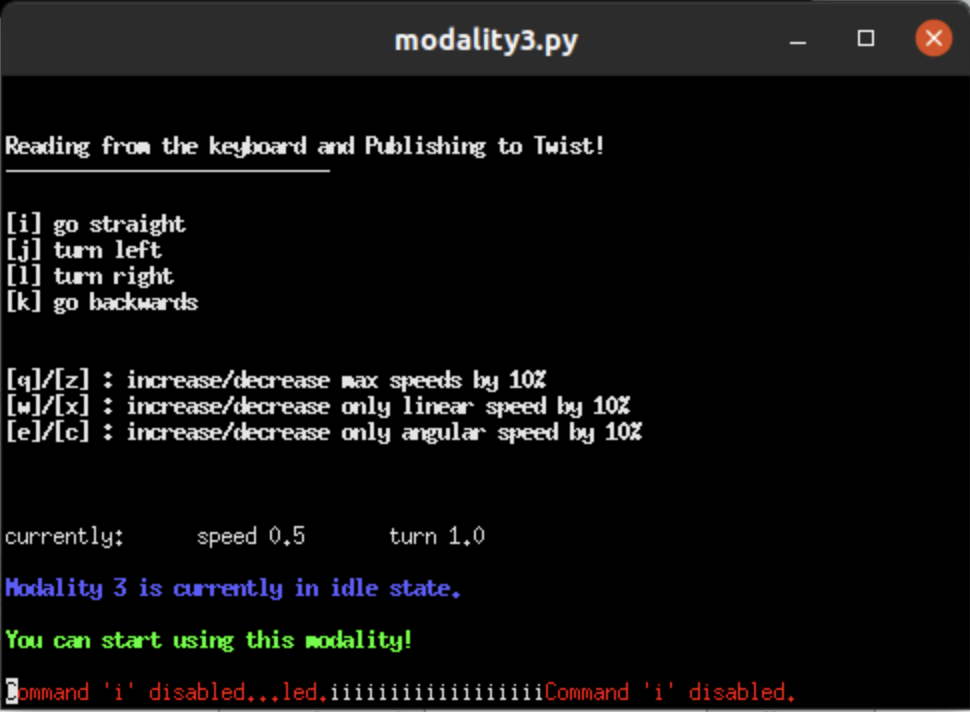 modality3.py
Reading from the keyboard and Publishing to Twist!
[i] go straight
[j] turn left
[l] turn right
[k] go backwards
[q]/[z] : increase/decrease max speeds by 10%
[w]/[x] : increase/decrease only linear speed by 10%
[e]/[c] : increase/decrease only angular speed by 10%
currently: speed 0.5 turn 1.0
Modality 3 is currently in idle state.
You can start using this modality!
Command 'i' disabled...led.iiiiiiiiiiiiiiiiiiCommand 'i' disabled.